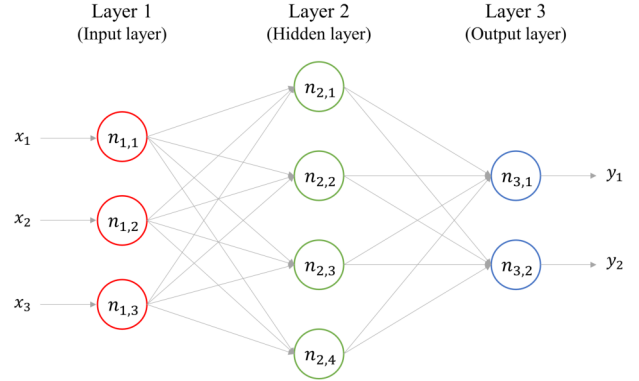 Layer 1
(Input layer)
Layer 2
(Hidden layer)
Layer 3
(Output layer)
n2,1
x1
n1,1
n2,2
n3,1
y1
x2
n1,2
n2,3
n3,2
y2
x3
n1,3
n2,4